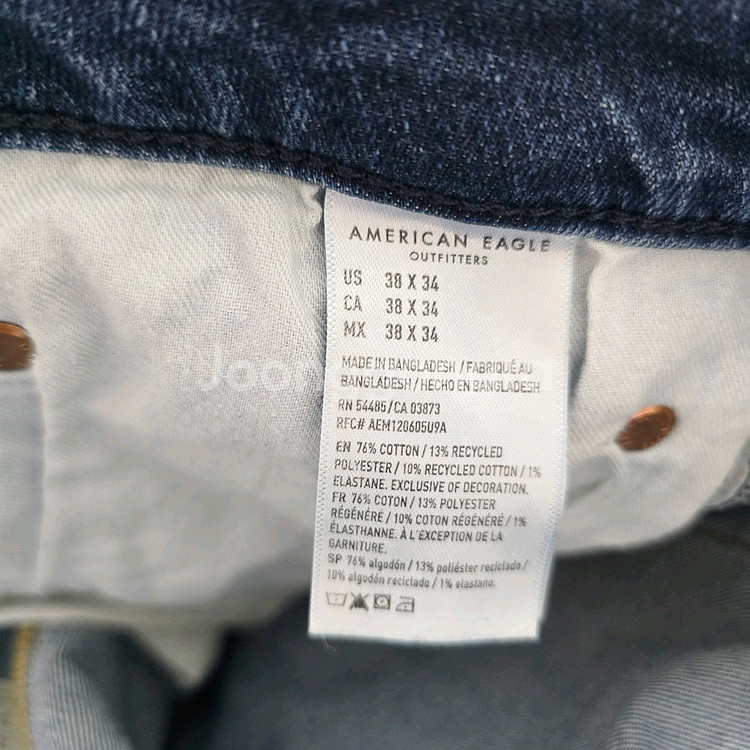 AMERICAN EAGLE
OUTFITTERS
US 38 X 34
CA 38 X 34
MX 38 X 34
MADE IN BANGLADESH / FABRIQUÉ AU
BANGLADESH / HECHO EN BANGLADESH
RN 54485/CA 03873
RFC# AEM120605U9A
EN 76% COTTON / 13% RECYCLED
POLYESTER / 10% RECYCLED COTTON / 1%
ELASTANE. EXCLUSIVE OF DECORATION.
FR 76% COTON / 13% POLYESTER
RÉGÉNÉRÉ / 10% COTON RÉGÉNÉRÉ / 1%
ÉLASTHANNE. À L'EXCEPTION DE LA
GARNITURE.
SP 76% algodón / 13% poliéster reciclado /
10% algodón reciclado / 1% elastano.